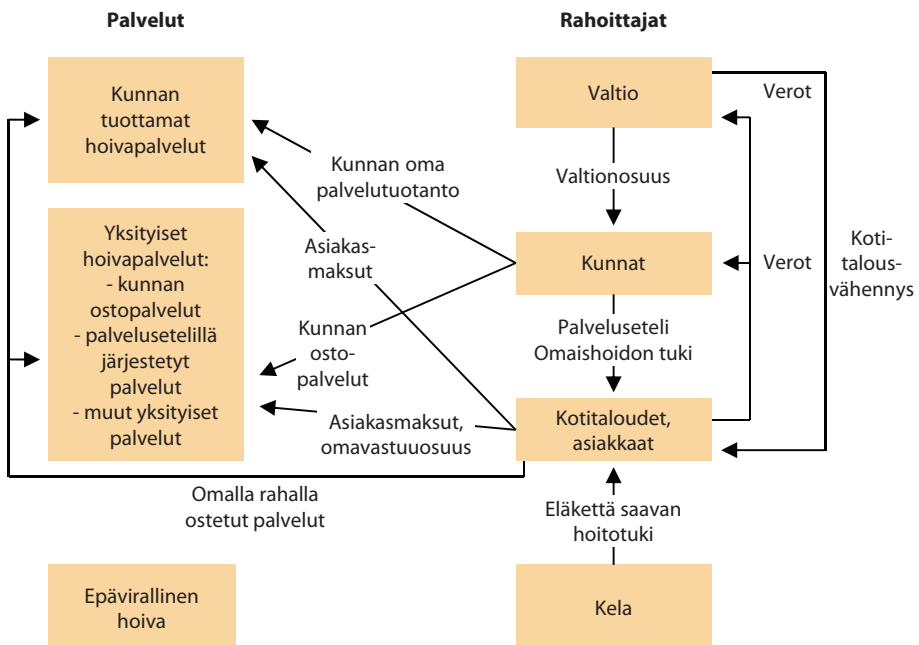 Palvelut
Rahoittajat
Kunnan
tuottamat
hoivapalvelut
Valtio
Verot
Kunnan oma
palvelutuotanto
Valtionosuus
Yksityiset
hoivapalvelut:
- kunnan
ostopalvelut
- palvelusetelillä
järjestetyt
palvelut
- muut yksityiset
palvelut
Asiakas-
maksut
Kunnat
Verot
Koti-
talous-
vähennys
Kunnan
osto-
palvelut
Palveluseteli
Omaishoidon tuki
Asiakasmaksut,
omavastuuosuus
Kotitaloudet,
asiakkaat
Omalla rahalla
ostetut palvelut
Eläkettä saavan
hoitotuki
Epävirallinen
hoiva
Kela